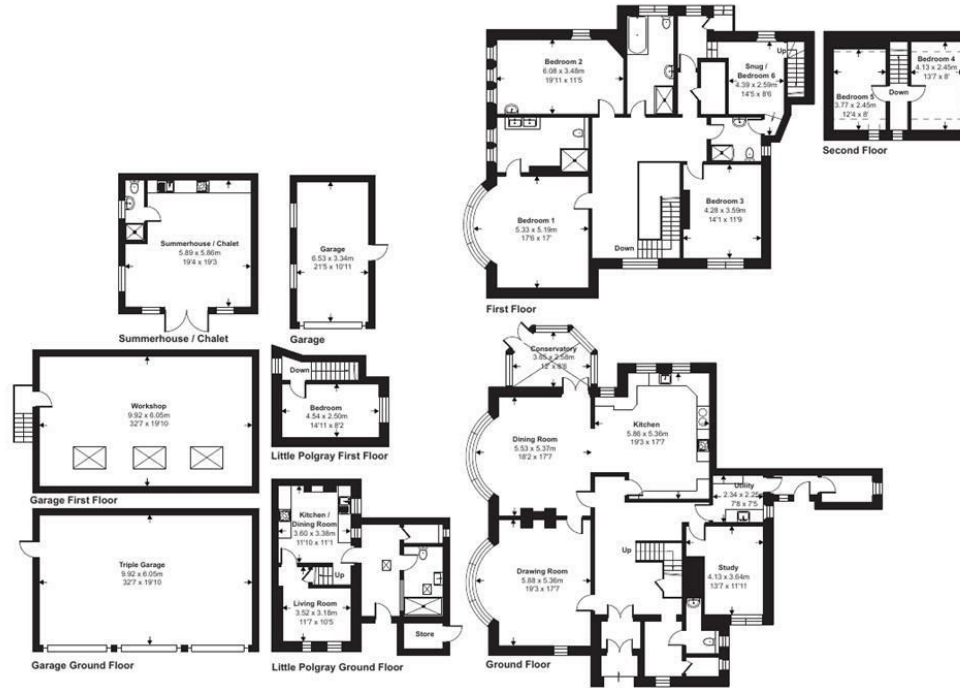 Bedroom 2
6.08 x 3.48m
19'11 x 11'5
Up
Snug /
Bedroom 6
4.39 x 2.59m
14'5 x 8'6
Bedroom 4
4.13 x 2.45m
13'7 x 8'
Down
Bedroom 5
3.77 x 2.45m
12'4 x 8'
Second Floor
Bedroom 1
5.33 x 5.19m
17'6 x 17'
Bedroom 3
4.28 x 3.59m
14'1 x 11'9
Down
First Floor
Summerhouse / Chalet
5.89 x 5.86m
19'4 x 19'3
Summerhouse / Chalet
Garage
6.53 x 3.34m
21'5 x 10'11
Garage
Workshop
9.92 x 6.05m
32'7 x 19'10
Garage First Floor
Down
Bedroom
4.54 x 2.50m
14'11 x 8'2
Little Polgray First Floor
Conservatory
3.65 x 2.58m
12' x 8'6
Dining Room
5.53 x 5.37m
18'2 x 17'7
Kitchen
5.86 x 5.36m
19'3 x 17'7
Utility
2.34 x 2.25m
7'8 x 7'5
Triple Garage
9.92 x 6.05m
32'7 x 19'10
Garage Ground Floor
Kitchen /
Dining Room
3.60 x 3.38m
11'10 x 11'1
Up
Living Room
3.52 x 3.18m
11'7 x 10'5
Store
Little Polgray Ground Floor
Drawing Room
5.88 x 5.36m
19'3 x 17'7
Up
Study
4.13 x 3.64m
13'7 x 11'11
Ground Floor